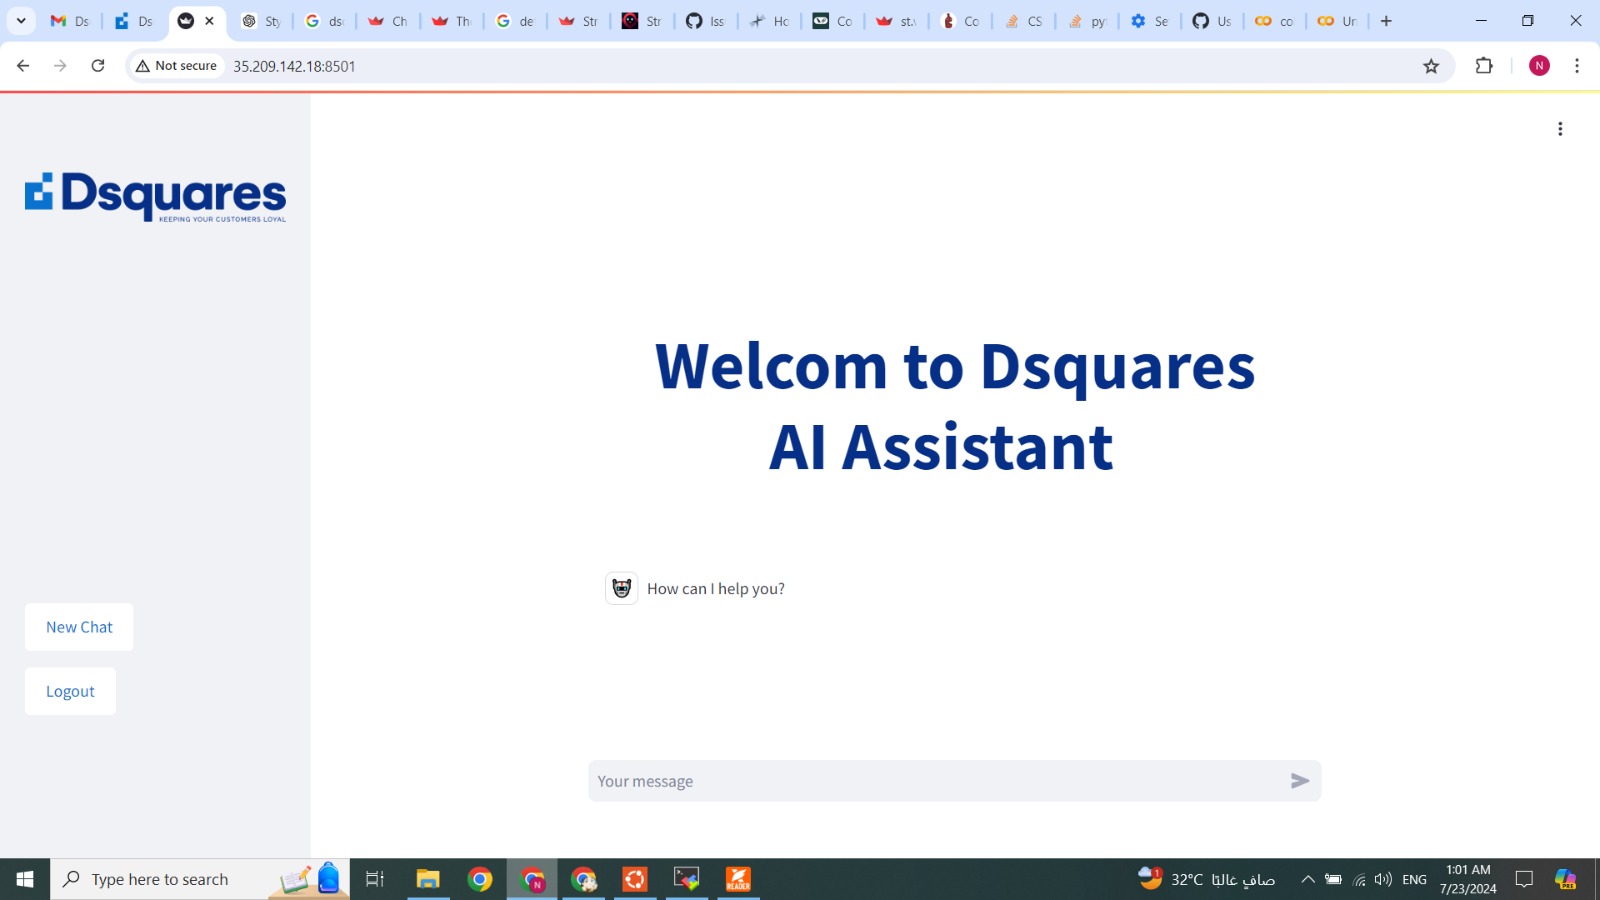 Ds
Ds
Sty
dsc
Ch
Th
de
Str
Str
Iss
Ho
Co
st.
Co
CS
py
Se
Us
co
Un
Not secure
35.209.142.18:8501
N
Dsquares
KEEPING YOUR CUSTOMERS LOYAL
Welcom to Dsquares
AI Assistant
How can I help you?
New Chat
Logout
Your message
Type here to search
32°C صافٍ غالبًا
ENG
1:01 AM
7/23/2024